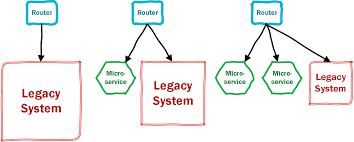 Router
Legacy
System
Router
Micro-
service
Legacy
System
Router
Micro-
service
Micro-
service
Legacy
System